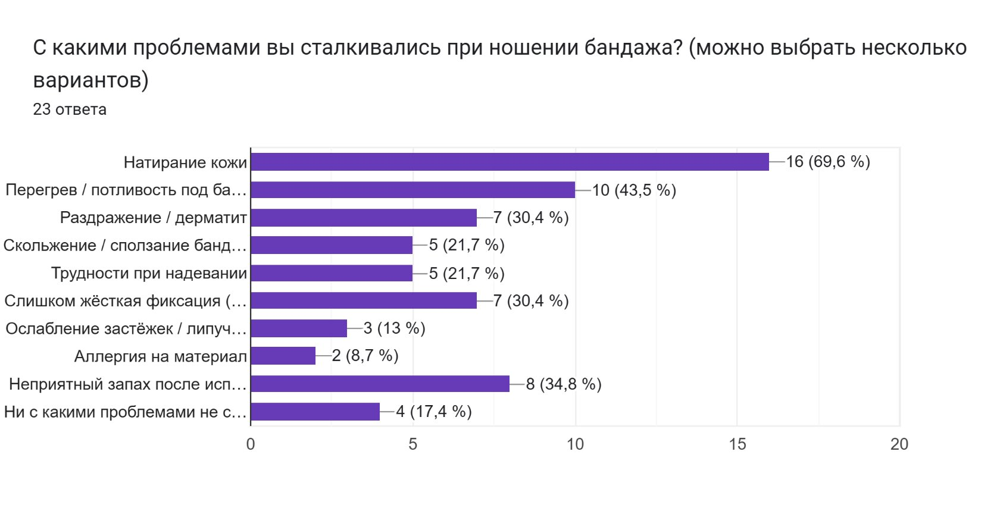 С какими проблемами вы сталкивались при ношении бандажа? (можно выбрать несколько
вариантов)
23 ответа
Натирание кожи
16 (69,6 %)
Перегрев / потливость под ба…
10 (43,5 %)
Раздражение / дерматит
7 (30,4 %)
Скольжение / сползание банд…
5 (21,7 %)
Трудности при надевании
5 (21,7 %)
Слишком жёсткая фиксация (…
7 (30,4 %)
Ослабление застёжек / липуч…
3 (13 %)
Аллергия на материал
2 (8,7 %)
Неприятный запах после исп…
8 (34,8 %)
Ни с какими проблемами не с…
4 (17,4 %)
0 5 10 15 20